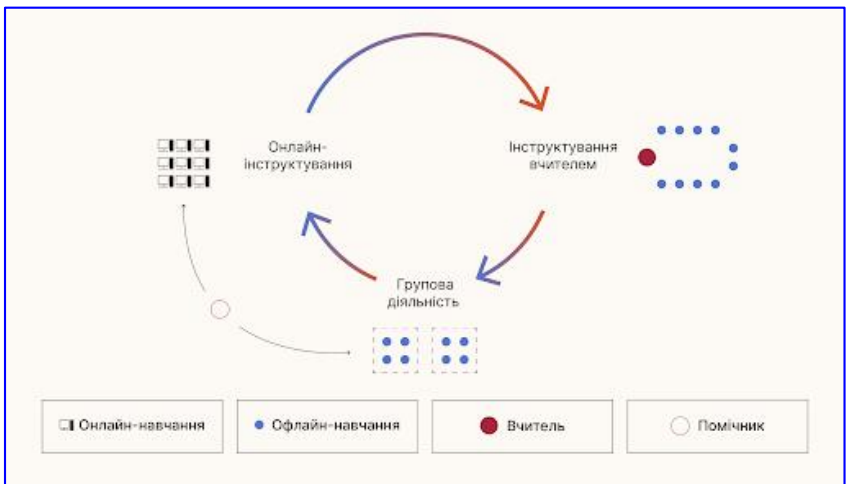 Онлайн-
інструктування
Інструктування
вчителем
Групова
діяльність
Онлайн-навчання
Офлайн-навчання
Вчитель
Помічник